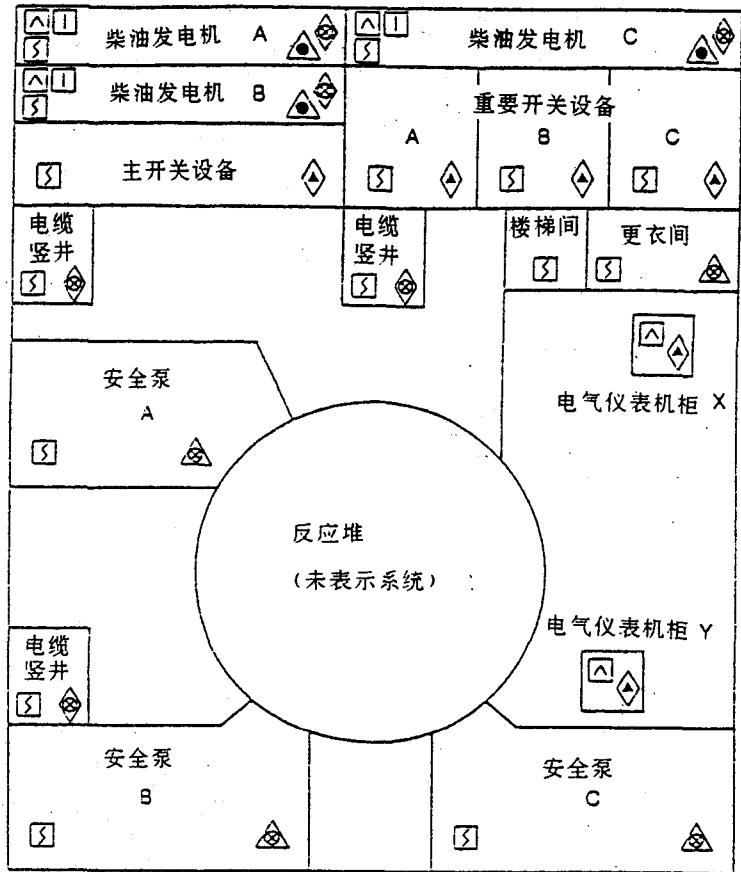 柴油发电机 A
柴油发电机 C
柴油发电机 B
重要开关设备
A
B
C
主开关设备
电缆
竖井
电缆
竖井
楼梯间
更衣间
安全泵
A
电气仪表机柜 X
反应堆
(未表示系统)
电缆
竖井
电气仪表机柜 Y
安全泵
B
安全泵
C